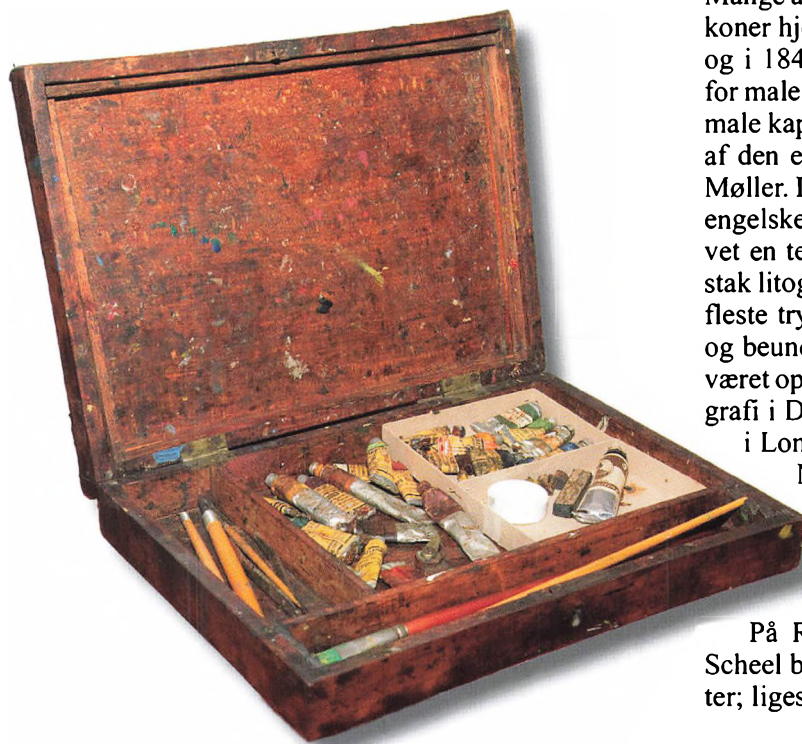 koner hj
og i 184
for male
male kap
af den e
Møller. I
engelske
vet en te
stak litog
fleste try
og beund
været op
grafi i D
i Lon
På R
Scheel b
ter; liges